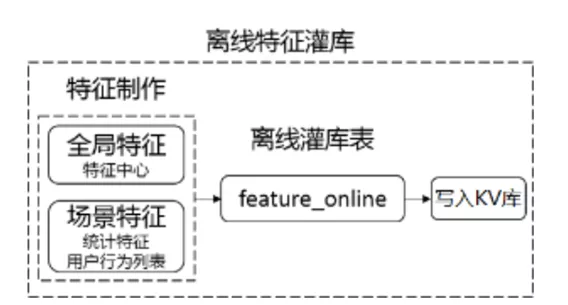 离线特征灌库
特征制作
全局特征
特征中心
场景特征
统计特征
用户行为列表
离线灌库表
feature_online
写入KV库